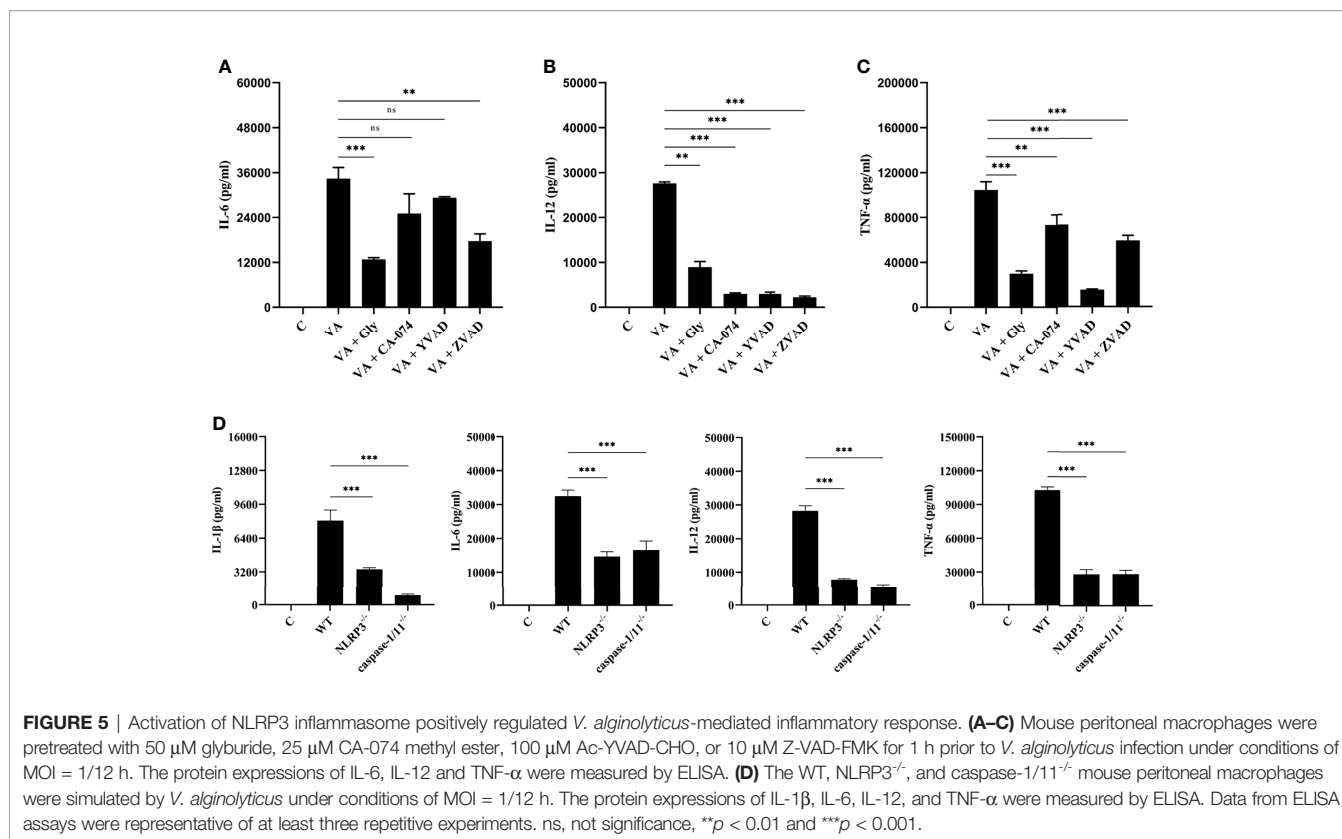 A
60000
48000
36000
24000
12000
0
IL-6 (pg/ml)
**
ns
ns
***
C
VA
VA + Gly
VA + CA-074
VA + YVAD
VA + ZVAD
B
50000
40000
30000
20000
10000
0
IL-12 (pg/ml)
***
***
***
**
C
VA
VA + Gly
VA + CA-074
VA + YVAD
VA + ZVAD
C
200000
160000
120000
80000
40000
0
TNF-α (pg/ml)
***
***
**
***
C
VA
VA + Gly
VA + CA-074
VA + YVAD
VA + ZVAD
D
16000
12800
9600
6400
3200
0
IL-1β (pg/ml)
***
***
C
WT
NLRP3-/-
caspase-1/11-/-
50000
40000
30000
20000
10000
0
IL-6 (pg/ml)
***
***
C
WT
NLRP3-/-
caspase-1/11-/-
50000
40000
30000
20000
10000
0
IL-12 (pg/ml)
***
***
C
WT
NLRP3-/-
caspase-1/11-/-
150000
120000
90000
60000
30000
0
TNF-α (pg/ml)
***
***
C
WT
NLRP3-/-
caspase-1/11-/-
FIGURE 5 | Activation of NLRP3 inflammasome positively regulated V. alginolyticus-mediated inflammatory response. (A–C) Mouse peritoneal macrophages were
pretreated with 50 μM glyburide, 25 μM CA-074 methyl ester, 100 μM Ac-YVAD-CHO, or 10 μM Z-VAD-FMK for 1 h prior to V. alginolyticus infection under conditions of
MOI = 1/12 h. The protein expressions of IL-6, IL-12 and TNF-α were measured by ELISA. (D) The WT, NLRP3-/-, and caspase-1/11-/- mouse peritoneal macrophages
were simulated by V. alginolyticus under conditions of MOI = 1/12 h. The protein expressions of IL-1β, IL-6, IL-12, and TNF-α were measured by ELISA. Data from ELISA
assays were representative of at least three repetitive experiments. ns, not significance, **p < 0.01 and ***p < 0.001.